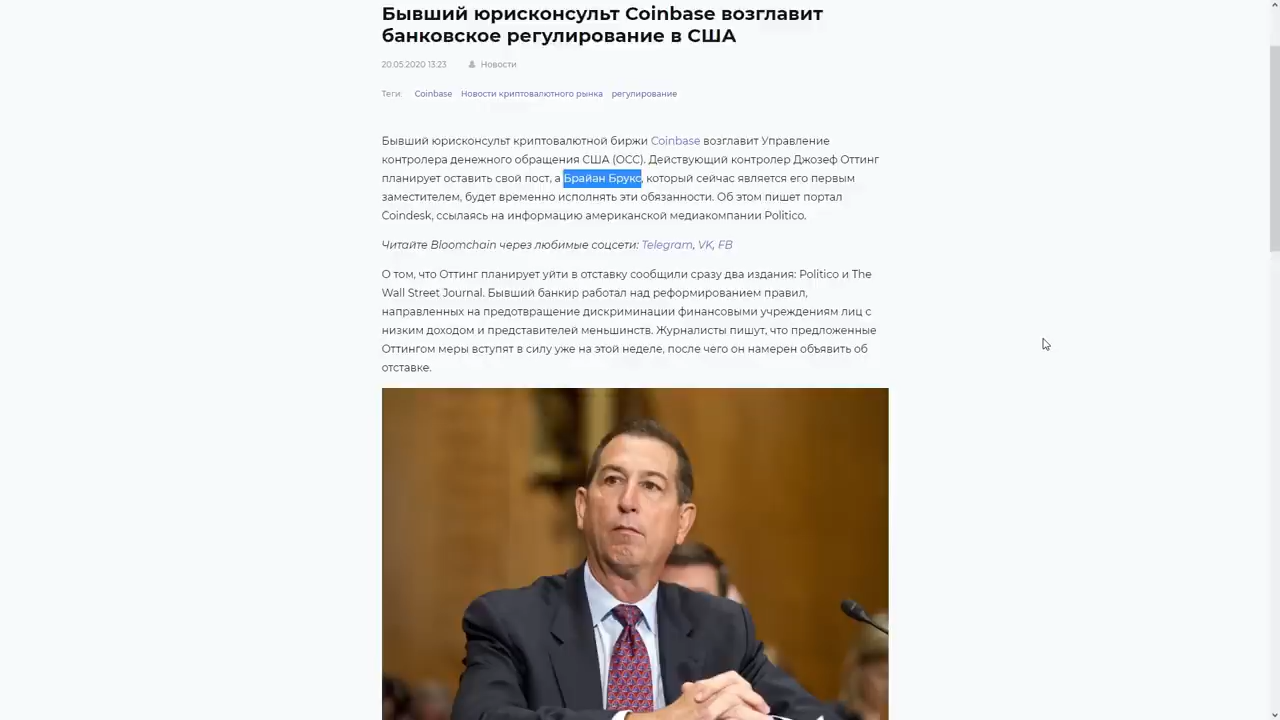 Бывший юрисконсульт Coinbase возглавит
банковское регулирование в США
20.05.2020 13:23 Новости
Теги: Coinbase Новости криптовалютного рынка регулирование
Бывший юрисконсульт криптовалютной биржи Coinbase возглавит Управление
контролера денежного обращения США (OCC). Действующий контролер Джозеф Оттинг
планирует оставить свой пост, а Брайан Брукс, который сейчас является его первым
заместителем, будет временно исполнять эти обязанности. Об этом пишет портал
Coindesk, ссылаясь на информацию американской медиакомпании Politico.
Читайте Bloomchain через любимые соцсети: Telegram, VK, FB
О том, что Оттинг планирует уйти в отставку сообщили сразу два издания: Politico и The
Wall Street Journal. Бывший банкир работал над реформированием правил,
направленных на предотвращение дискриминации финансовыми учреждениям лиц с
низким доходом и представителей меньшинств. Журналисты пишут, что предложенные
Оттингом меры вступят в силу уже на этой неделе, после чего он намерен объявить об
отставке.